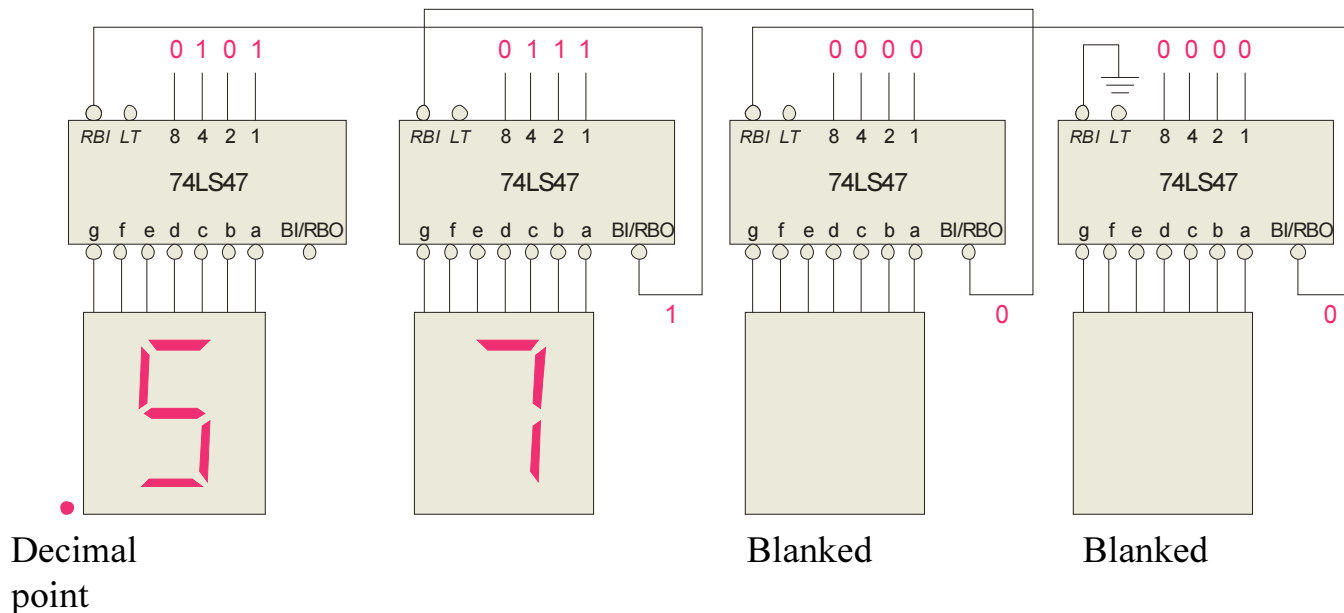 0 1 0 1 0 1 1 1 0 0 0 0 0 0 0 0
RBI LT 8 4 2 1 RBI LT 8 4 2 1 RBI LT 8 4 2 1 RBI LT 8 4 2 1
74LS47 74LS47 74LS47 74LS47
g f e d c b a BI/RBO g f e d c b a BI/RBO g f e d c b a BI/RBO g f e d c b a BI/RBO
1 0 0
5 7
Decimal Blanked Blanked
point